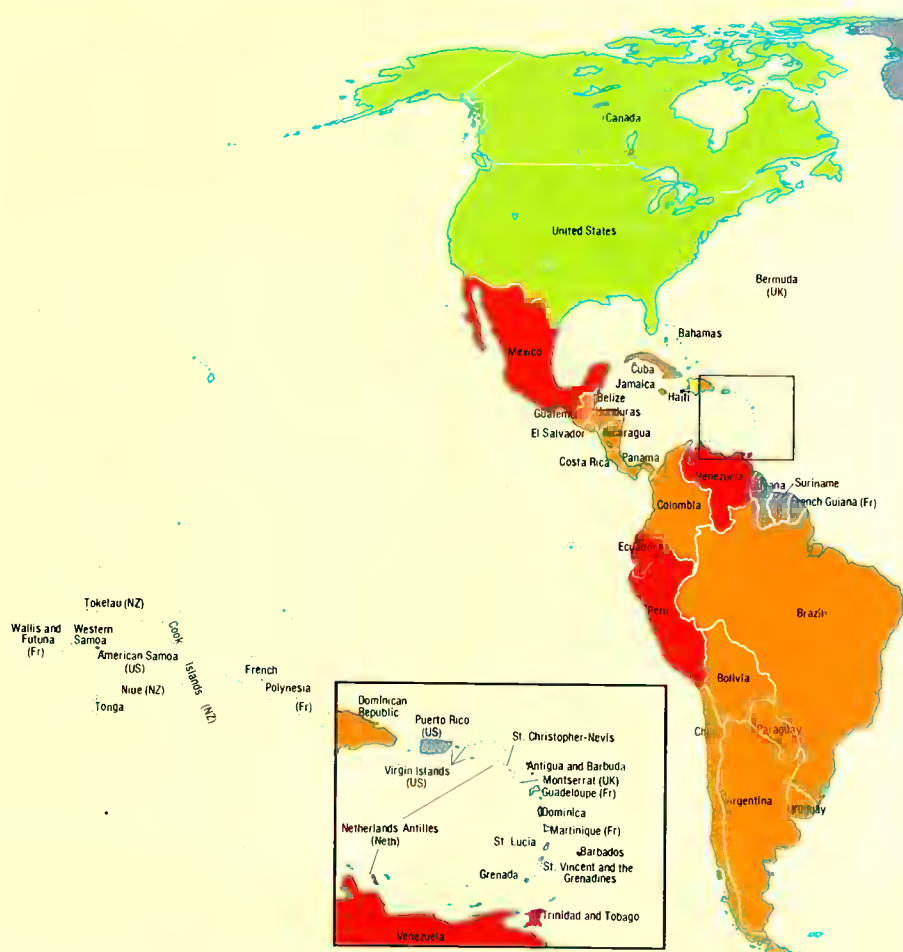 Canada
United States
Bermuda
(UK)
Bahamas
Mexico
Cuba
Jamaica
Haiti
Belize
Honduras
El Salvador
Nicaragua
Costa Rica
Panama
Venezuela
Suriname
French Guiana (Fr)
Colombia
Ecuador
Peru
Brazil
Bolivia
Paraguay
Argentina
Uruguay
Tokelau (NZ)
Wallis and
Futuna
(Fr)
Western
Samoa
American Samoa
(US)
Cook
Islands (NZ)
Niue (NZ)
Tonga
French
Polynesia
(Fr)
Dominican
Republic
Puerto Rico
(US)
Virgin Islands
(US)
St. Christopher-Nevis
Antigua and Barbuda
Montserrat (UK)
Guadeloupe (Fr)
Dominica
Martinique (Fr)
Netherlands Antilles
(Neth)
St. Lucia
Barbados
St. Vincent and the
Grenadines
Grenada
Trinidad and Tobago
Venezuela